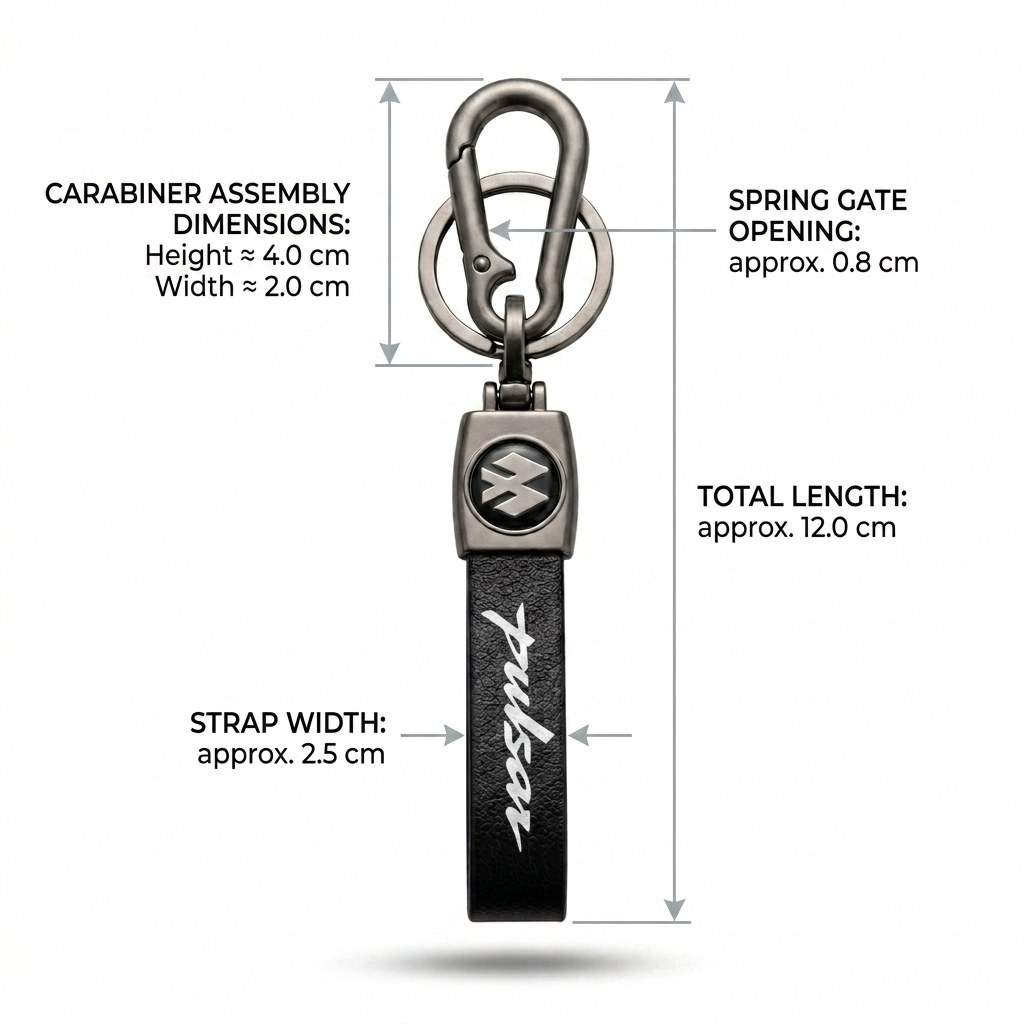 CARABINER ASSEMBLY
DIMENSIONS:
Height ≈ 4.0 cm
Width ≈ 2.0 cm
SPRING GATE
OPENING:
approx. 0.8 cm
TOTAL LENGTH:
approx. 12.0 cm
STRAP WIDTH:
approx. 2.5 cm
pulsar